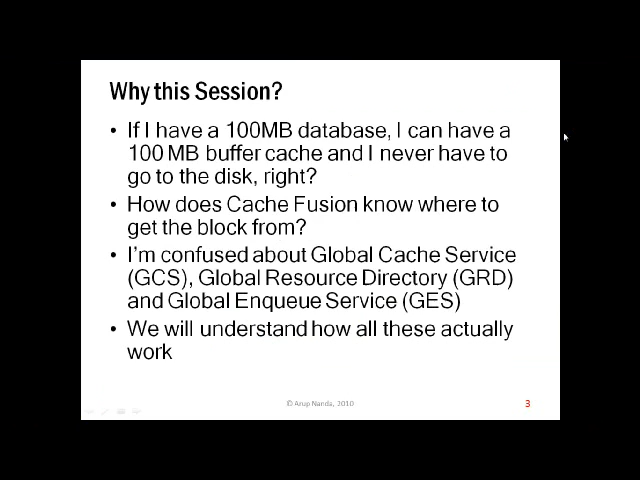 Why this Session?
• If I have a 100MB database, I can have a
100 MB buffer cache and I never have to
go to the disk, right?
• How does Cache Fusion know where to
get the block from?
• I'm confused about Global Cache Service
(GCS), Global Resource Directory (GRD)
and Global Enqueue Service (GES)
• We will understand how all these actually
work
© Arup Nanda, 2010
3